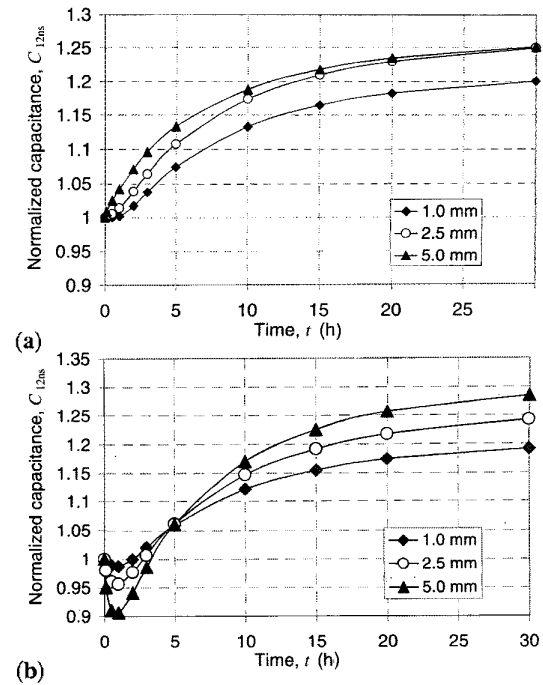 1.3
1.25
1.2
1.15
1.1
1.05
1
0.95
0.9
Normalized capacitance, C12ns
1.0 mm
2.5 mm
5.0 mm
0 5 10 15 20 25
Time, t (h)
(a)
1.35
1.3
1.25
1.2
1.15
1.1
1.05
1
0.95
0.9
Normalized capacitance, C12ns
1.0 mm
2.5 mm
5.0 mm
0 5 10 15 20 25 30
Time, t (h)
(b)